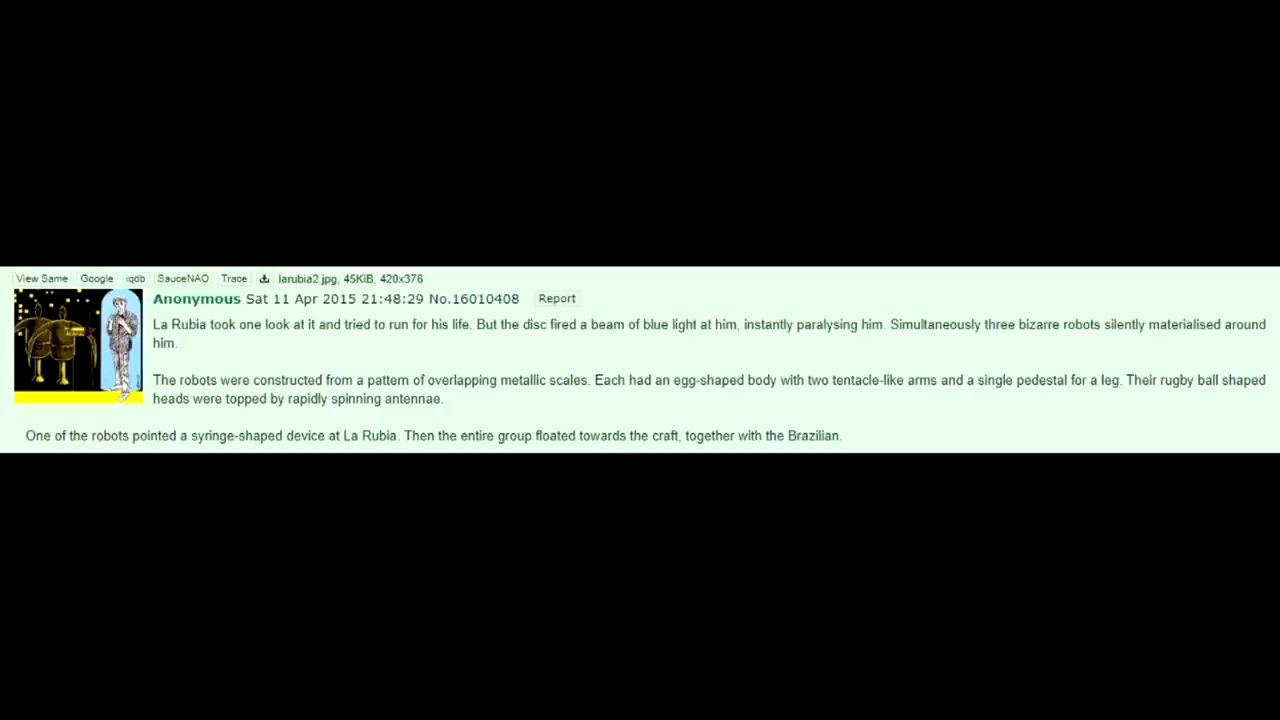 View Same Google iqdb SauceNAO Trace larubia2.jpg, 45KiB, 420x376
Anonymous Sat 11 Apr 2015 21:48:29 No.16010408 Report
La Rubia took one look at it and tried to run for his life. But the disc fired a beam of blue light at him, instantly paralysing him. Simultaneously three bizarre robots silently materialised around
him.
The robots were constructed from a pattern of overlapping metallic scales. Each had an egg-shaped body with two tentacle-like arms and a single pedestal for a leg. Their rugby ball shaped
heads were topped by rapidly spinning antennae.
One of the robots pointed a syringe-shaped device at La Rubia. Then the entire group floated towards the craft, together with the Brazilian.